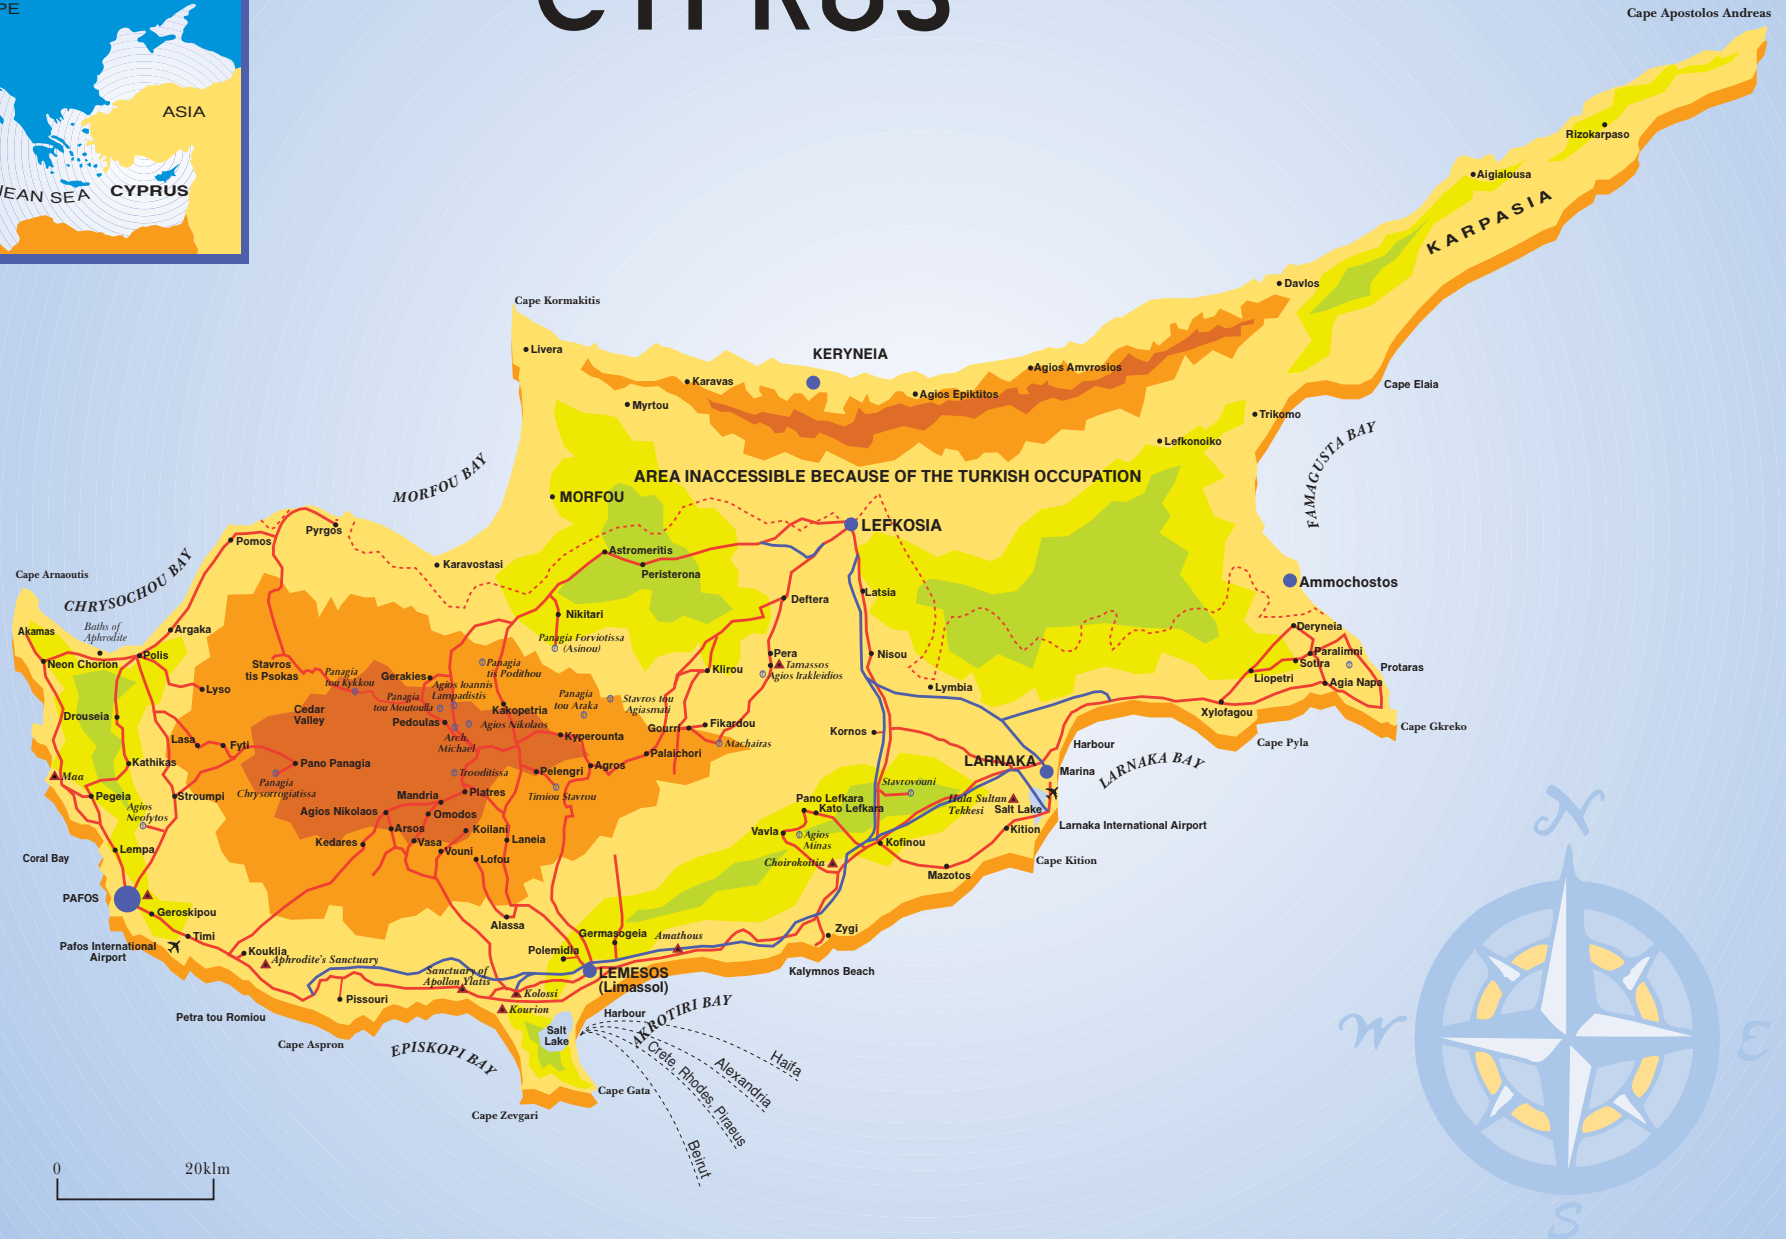 CYPRUS
Cape Apostolos Andreas
ASIA
CYPRUS
Rizokarpaso
Aigialousa
KARPASIA
Davlos
Cape Kormakitis
Livera
KERYNEIA
Karavas
Agios Amvrosios
Agios Epiktitos
Cape Elaia
Myrtou
Trikomo
Lefkonoiko
FAMAGUSTA BAY
MORFOU BAY
AREA INACCESSIBLE BECAUSE OF THE TURKISH OCCUPATION
MORFOU
LEFKOSIA
Pyrgos
Pomos
Astromeritis
Karavostasi
Peristerona
Cape Arnaoutis
CHRYSOCHOU BAY
Ammochostos
Latsia
Deftera
Nikitari
Akamas
Baths of
Aphrodite
Argaka
Deryneia
Panagia Forviotissa
(Asinou)
Neon Chorion
Polis
Pera
Nisou
Paralimni
Sotira
Protaras
Stavros
tis Psokas
Panagia
tou Kykkou
Gerakies
Panagia
tis Podithou
Klirou
Tamassos
Agios Irakleidios
Liopetri
Agia Napa
Lyso
Agios Ioannis
Lampadistis
Panagia
tou Moutoulla
Panagia
tou Araka
Stavros tou
Agiasmati
Lymbia
Cedar
Valley
Kakopetria
Xylofagou
Drouseia
Pedoulas
Agios Nikolaos
Gourri
Fikardou
Kornos
Cape Gkreko
Lasa
Fyti
Arch.
Michael
Kyperounta
Machairas
Harbour
Cape Pyla
Palaichori
Kathikas
Pano Panagia
Trooditissa
Pelengri
Agros
LARNAKA
Marina
LARNAKA BAY
Maa
Panagia
Chrysorrogiatissa
Timiou Stavrou
Stavrovouni
Pegeia
Stroumpi
Mandria
Platres
Pano Lefkara
Kato Lefkara
Hala Sultan
Tekkesi
Salt Lake
Agios
Neofytos
Agios Nikolaos
Omodos
Larnaka International Airport
Arsos
Koilani
Vavla
Agios
Minas
Kition
Kedares
Vasa
Laneia
Kofinou
Lempa
Vouni
Lofou
Coral Bay
Choirokoitia
Cape Kition
Mazotos
PAFOS
Geroskipou
Alassa
Timi
Germasogeia
Amathous
Zygi
Pafos International
Airport
Kouklia
Aphrodite's Sanctuary
Polemidia
Sanctuary of
Apollon Ylatis
LEMESOS
(Limassol)
Kalymnos Beach
Kolossi
Pissouri
Kourion
AKROTIRI BAY
Petra tou Romiou
Harbour
Salt
Lake
Cape Aspron
EPISKOPI BAY
Haifa
Alexandria
Crete, Rhodes, Piraeus
Beirut
Cape Gata
Cape Zevgari
0 20klm
N
W
E
S